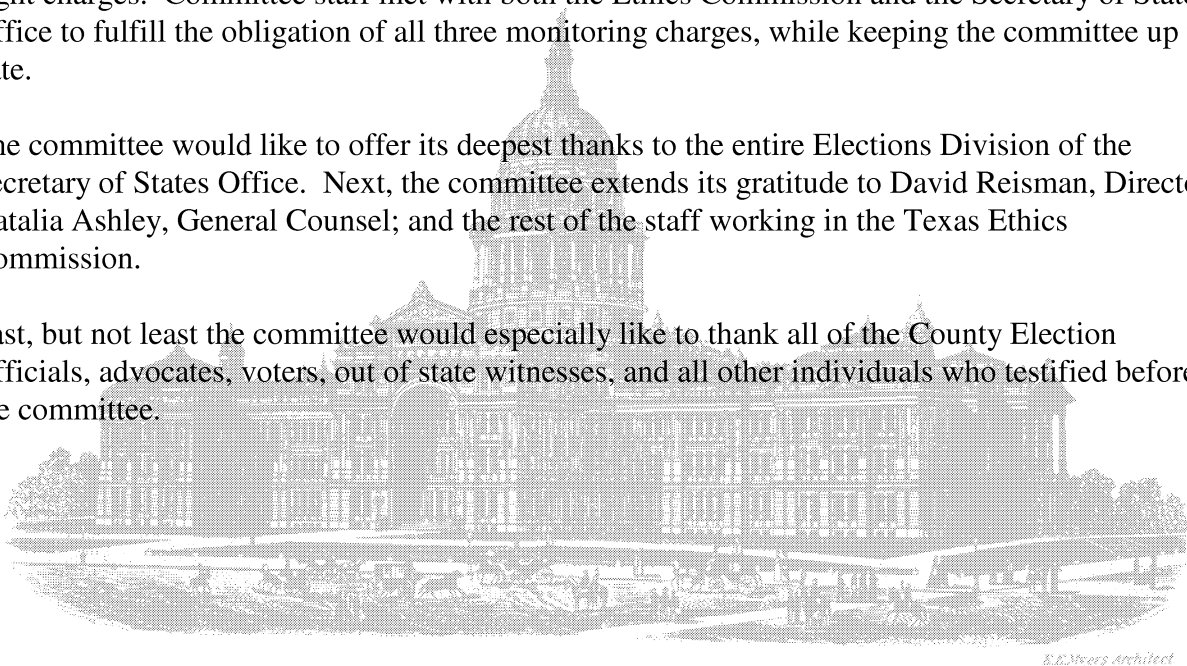 ght charges. Committee staff met with both the Ethics Commission and the Secretary of State
ffice to fulfill the obligation of all three monitoring charges, while keeping the committee up
ate.
he committee would like to offer its deepest thanks to the entire Elections Division of the
ecretary of States Office. Next, the committee extends its gratitude to David Reisman, Directo
atalia Ashley, General Counsel; and the rest of the staff working in the Texas Ethics
ommission.
ast, but not least the committee would especially like to thank all of the County Election
fficials, advocates, voters, out of state witnesses, and all other individuals who testified before
e committee.
E.E.Myers Architect